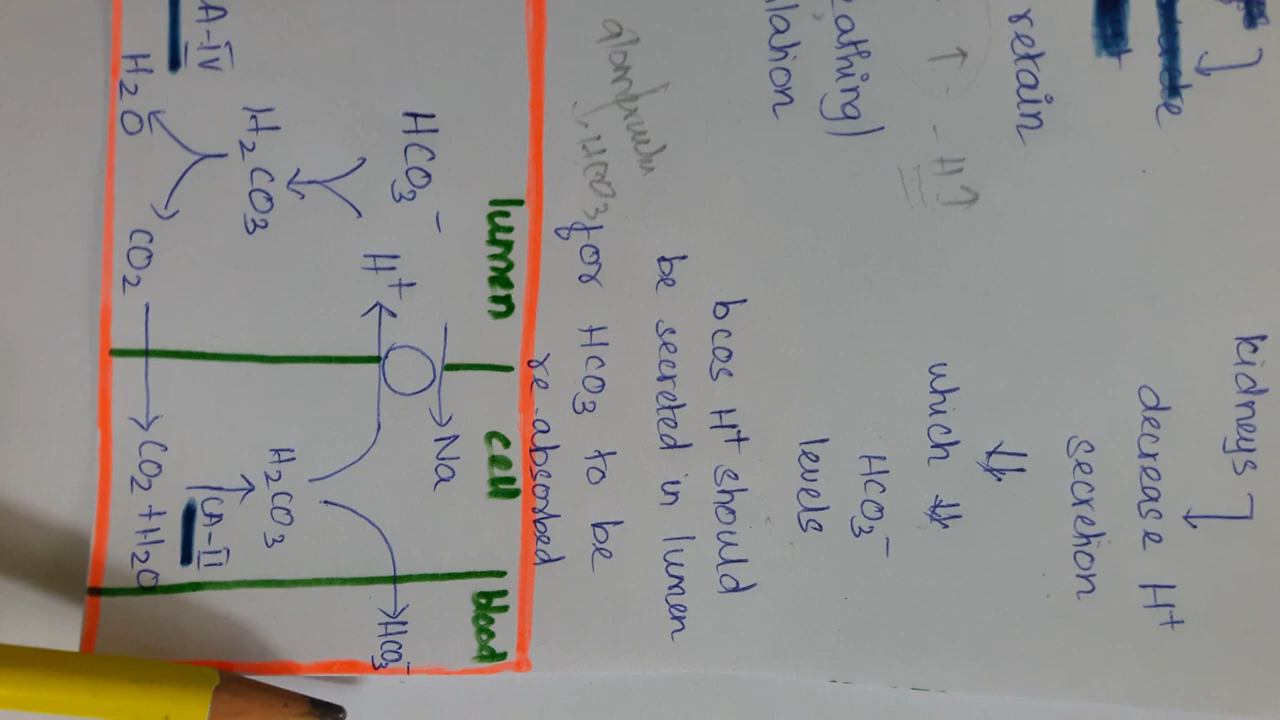 kidneys
decrease H⁺
secretion
⇓
which ⇓
HCO₃⁻
levels
bcos H⁺ should
be secreted in lumen
for HCO₃ to be
re-absorbed
retain
↑ - H↑
HCO₃
lumen cell blood
HCO₃⁻ Na
H⁺ HCO₃⁻
H₂CO₃ H₂CO₃
A-IV CA-II
H₂O CO₂ → CO₂ + H₂O